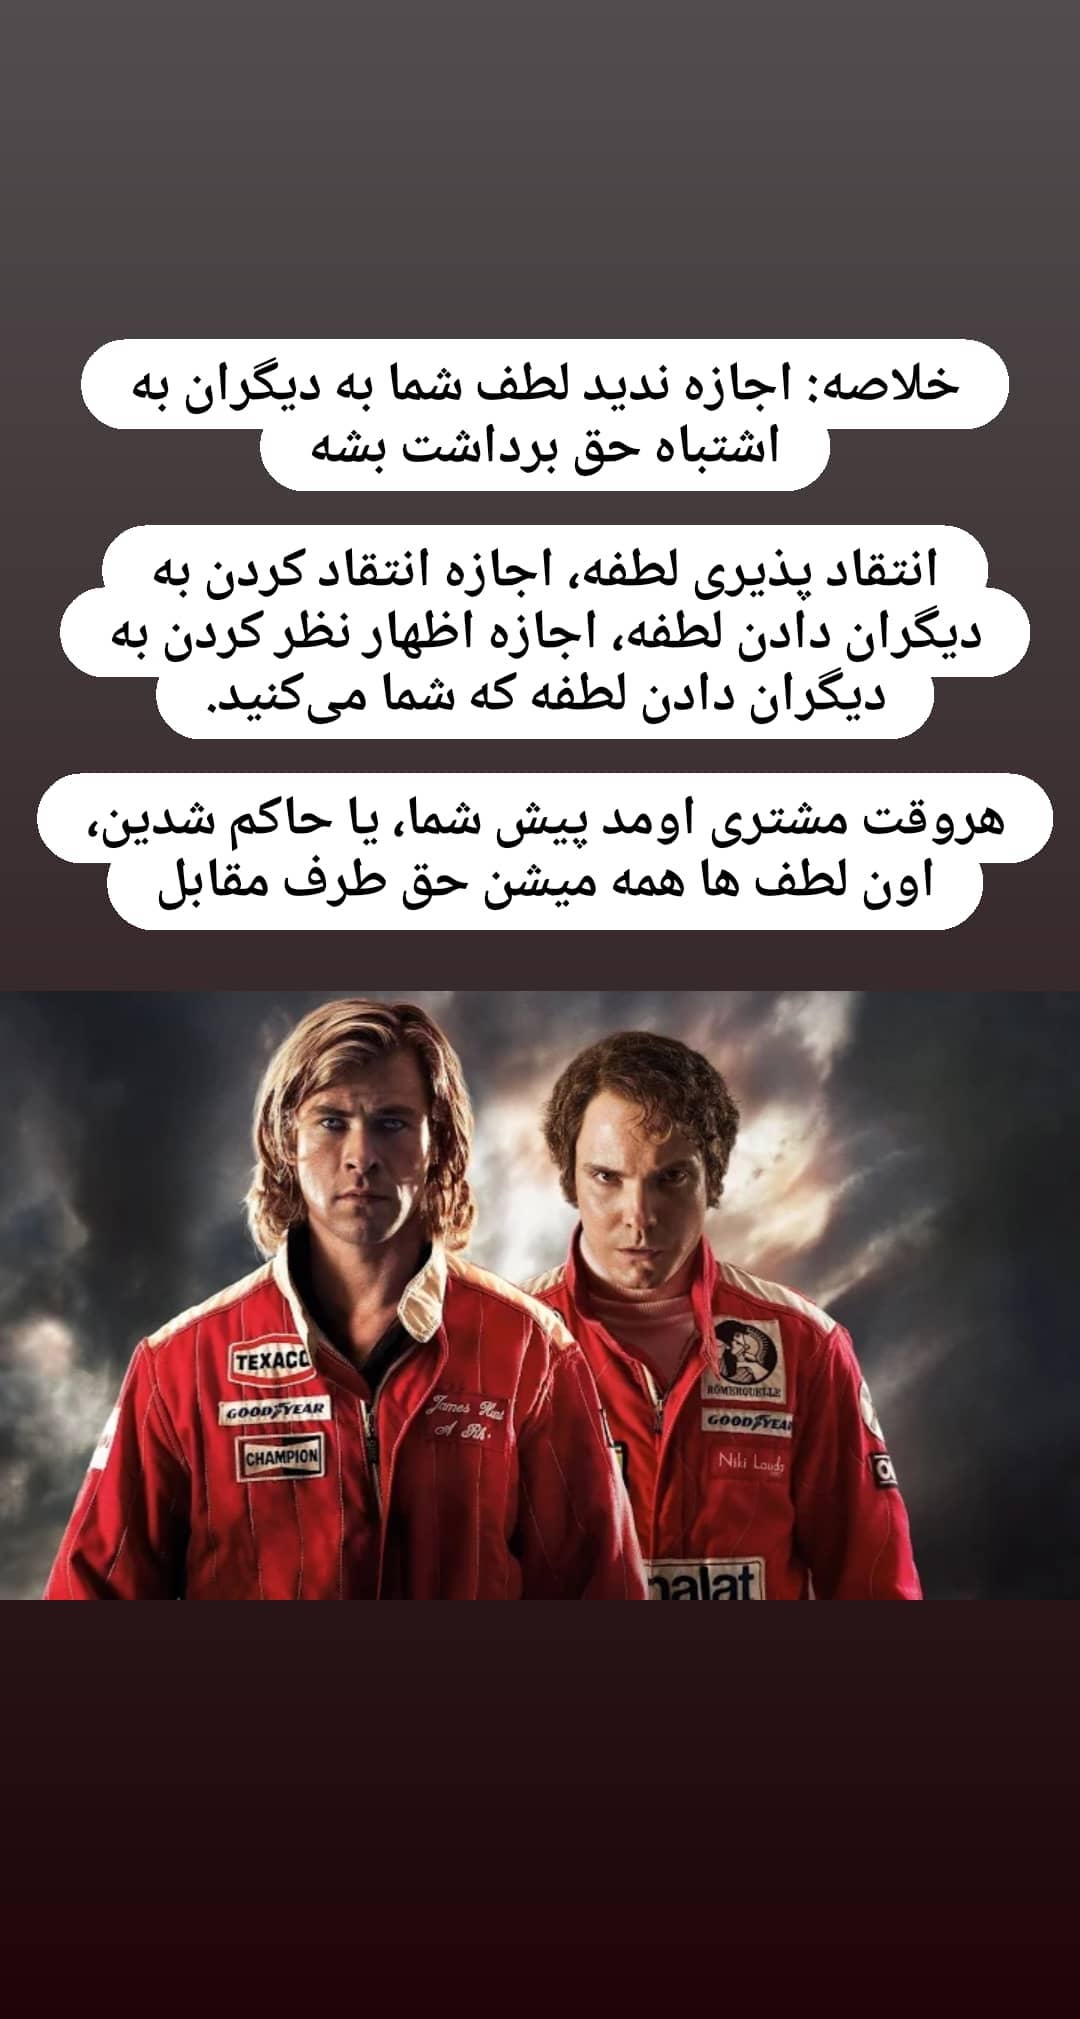 خلاصه: اجازه ندید لطف شما به دیگران به
اشتباه حق برداشت بشه
انتقاد پذیری لطفه، اجازه انتقاد کردن به
دیگران دادن لطفه، اجازه اظهار نظر کردن به
دیگران دادن لطفه که شما می‌کنید.
هروقت مشتری اومد پیش شما، یا حاکم شدین،
اون لطف ها همه میشن حق طرف مقابل
TEXACO
GOODYEAR
CHAMPION
James Hunt
RÖMERQUELLE
GOODYEAR
Niki Lauda
malat